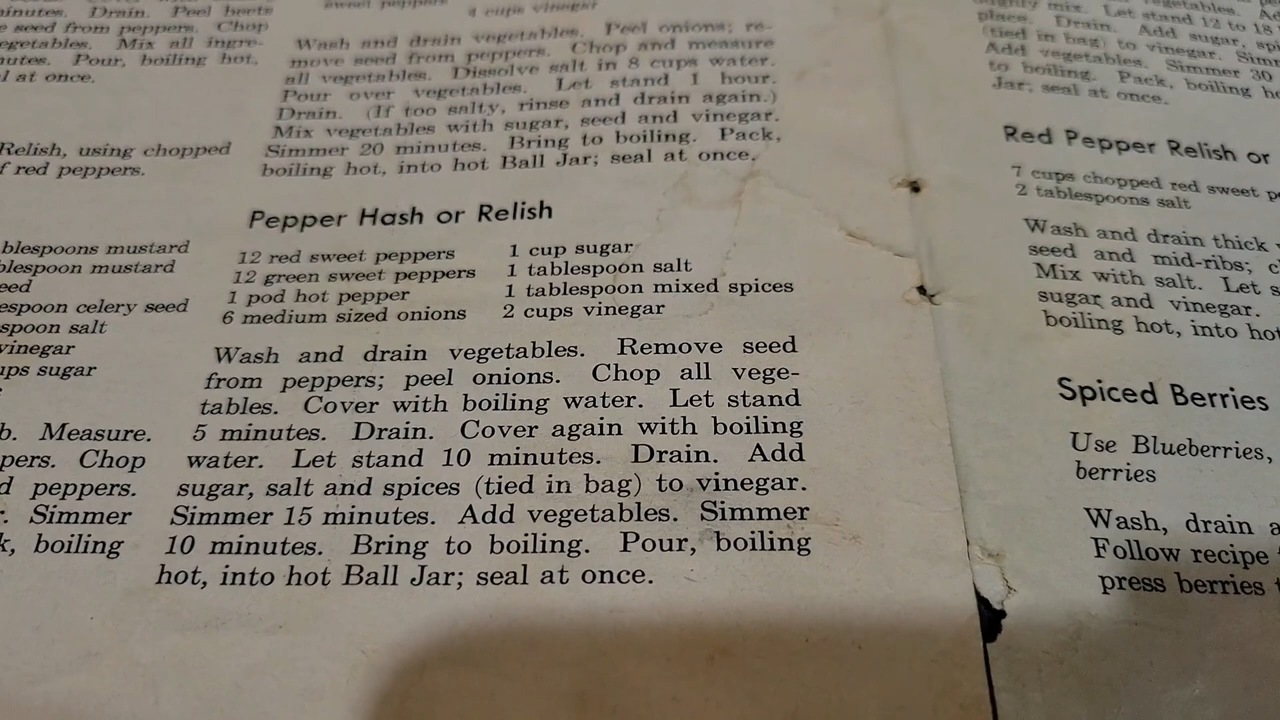 minutes. Drain. Peel beets
e seed from peppers. Chop
egetables. Mix all ingre-
nutes. Pour, boiling hot,
l at once.
Relish, using chopped
f red peppers.
blespoons mustard
blespoon mustard
eed
espoon celery seed
spoon salt
vinegar
ups sugar
b. Measure.
pers. Chop
d peppers.
r. Simmer
k, boiling
sweet peppers 4 cups vinegar
Wash and drain vegetables. Peel onions; re-
move seed from peppers. Chop and measure
all vegetables. Dissolve salt in 8 cups water.
Pour over vegetables. Let stand 1 hour.
Drain. (If too salty, rinse and drain again.)
Mix vegetables with sugar, seed and vinegar.
Simmer 20 minutes. Bring to boiling. Pack,
boiling hot, into hot Ball Jar; seal at once.
Pepper Hash or Relish
12 red sweet peppers
12 green sweet peppers
1 pod hot pepper
6 medium sized onions
1 cup sugar
1 tablespoon salt
1 tablespoon mixed spices
2 cups vinegar
Wash and drain vegetables. Remove seed
from peppers; peel onions. Chop all vege-
tables. Cover with boiling water. Let stand
5 minutes. Drain. Cover again with boiling
water. Let stand 10 minutes. Drain. Add
sugar, salt and spices (tied in bag) to vinegar.
Simmer 15 minutes. Add vegetables. Simmer
10 minutes. Bring to boiling. Pour, boiling
hot, into hot Ball Jar; seal at once.
mix. Let stand 12 to 18
place. Drain. Add sugar,
(tied in bag) to vinegar.
Add vegetables. Simmer 30
to boiling. Pack, boiling
Jar; seal at once.
Red Pepper Relish or
7 cups chopped red sweet
2 tablespoons salt
Wash and drain thick
seed and mid-ribs;
Mix with salt. Let
sugar and vinegar.
boiling hot, into hot
Spiced Berries
Use Blueberries,
berries
Wash, drain a
Follow recipe
press berries t